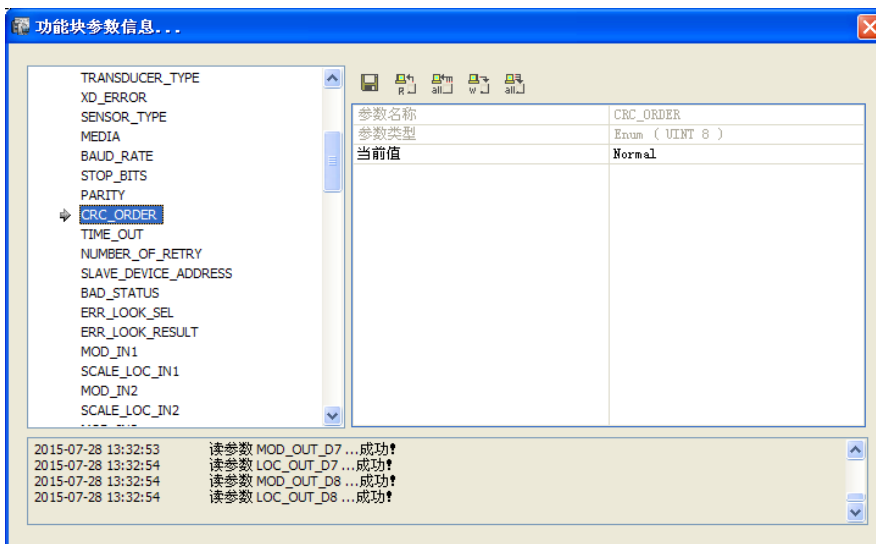 功能块参数信息...
TRANSDUCER_TYPE
XD_ERROR
SENSOR_TYPE
MEDIA
BAUD_RATE
STOP_BITS
PARITY
CRC_ORDER
TIME_OUT
NUMBER_OF_RETRY
SLAVE_DEVICE_ADDRESS
BAD_STATUS
ERR_LOOK_SEL
ERR_LOOK_RESULT
MOD_IN1
SCALE_LOC_IN1
MOD_IN2
SCALE_LOC_IN2
R all w all
参数名称 CRC_ORDER
参数类型 Enum ( UINT 8 )
当前值 Normal
2015-07-28 13:32:53 读参数 MOD_OUT_D7 ...成功!
2015-07-28 13:32:54 读参数 LOC_OUT_D7 ...成功!
2015-07-28 13:32:54 读参数 MOD_OUT_D8 ...成功!
2015-07-28 13:32:54 读参数 LOC_OUT_D8 ...成功!